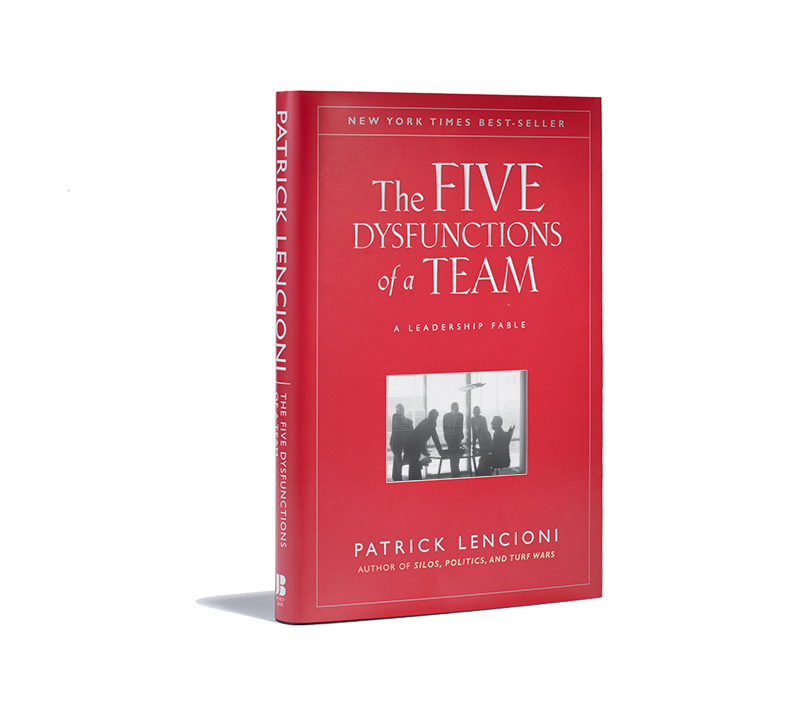 NEW YORK TIMES BEST-SELLER
The FIVE
DYSFUNCTIONS
of a TEAM
A LEADERSHIP FABLE
PATRICK LENCIONI
AUTHOR OF SILOS, POLITICS, AND TURF WARS
PATRICK LENCIONI | THE FIVE DYSFUNCTIONS
OF A TEAM
JB